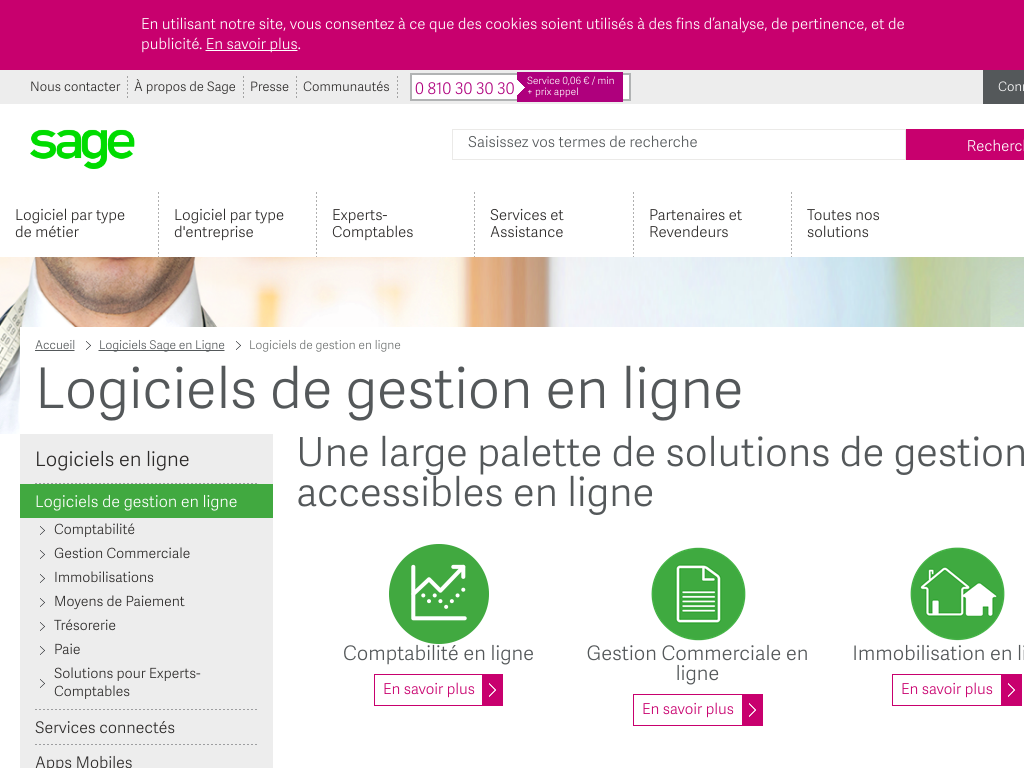 En utilisant notre site, vous consentez à ce que des cookies soient utilisés à des fins d'analyse, de pertinence, et de
publicité. En savoir plus.
Nous contacter
À propos de Sage
Presse
Communautés
0 810 30 30 30
Service 0,06 € / min
+ prix appel
sage
Saisissez vos termes de recherche
Logiciel par type
de métier
Logiciel par type
d'entreprise
Experts-
Comptables
Services et
Assistance
Partenaires et
Revendeurs
Toutes nos
solutions
Accueil
Logiciels Sage en Ligne
Logiciels de gestion en ligne
Logiciels de gestion en ligne
Logiciels en ligne
Logiciels de gestion en ligne
Comptabilité
Gestion Commerciale
Immobilisations
Moyens de Paiement
Trésorerie
Paie
Solutions pour Experts-
Comptables
Services connectés
Apps Mobiles
Une large palette de solutions de gestion
accessibles en ligne
Comptabilité en ligne
En savoir plus
Gestion Commerciale en
ligne
En savoir plus
Immobilisation en
En savoir plus